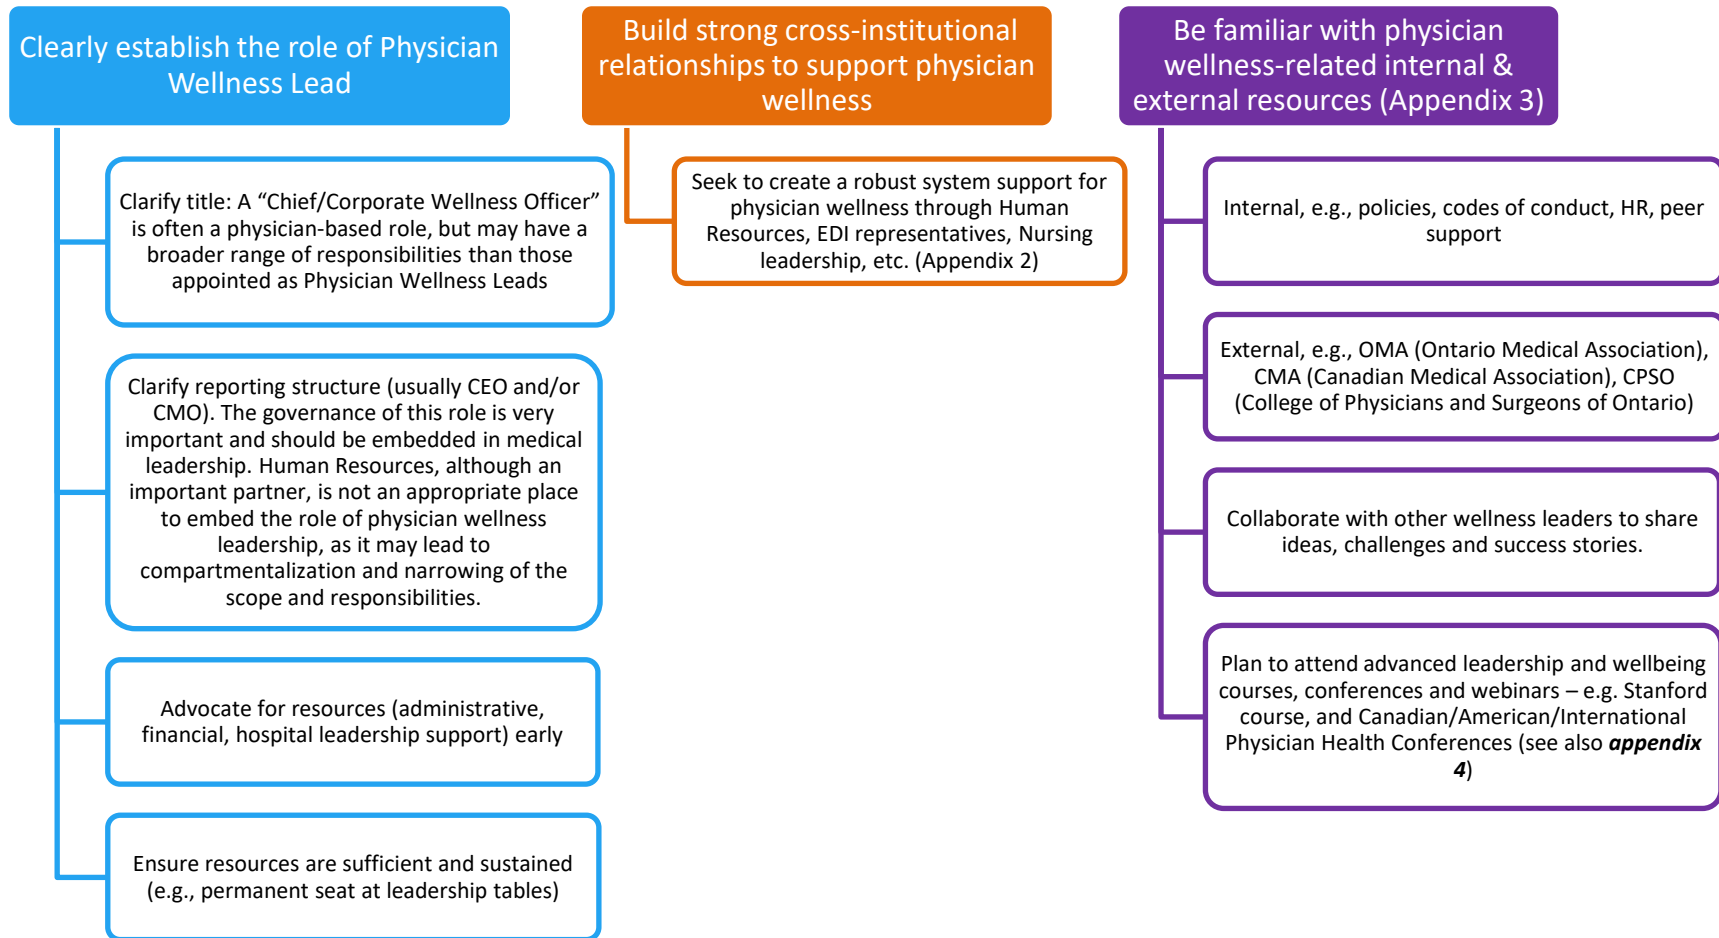 Clearly establish the role of Physician
Wellness Lead
Clarify title: A “Chief/Corporate Wellness Officer”
is often a physician-based role, but may have a
broader range of responsibilities than those
appointed as Physician Wellness Leads
Clarify reporting structure (usually CEO and/or
CMO). The governance of this role is very
important and should be embedded in medical
leadership. Human Resources, although an
important partner, is not an appropriate place
to embed the role of physician wellness
leadership, as it may lead to
compartmentalization and narrowing of the
scope and responsibilities.
Advocate for resources (administrative,
financial, hospital leadership support) early
Ensure resources are sufficient and sustained
(e.g., permanent seat at leadership tables)
Build strong cross-institutional
relationships to support physician
wellness
Seek to create a robust system support for
physician wellness through Human
Resources, EDI representatives, Nursing
leadership, etc. (Appendix 2)
Be familiar with physician
wellness-related internal &
external resources (Appendix 3)
Internal, e.g., policies, codes of conduct, HR, peer
support
External, e.g., OMA (Ontario Medical Association),
CMA (Canadian Medical Association), CPSO
(College of Physicians and Surgeons of Ontario)
Collaborate with other wellness leaders to share
ideas, challenges and success stories.
Plan to attend advanced leadership and wellbeing
courses, conferences and webinars – e.g. Stanford
course, and Canadian/American/International
Physician Health Conferences (see also appendix
4)